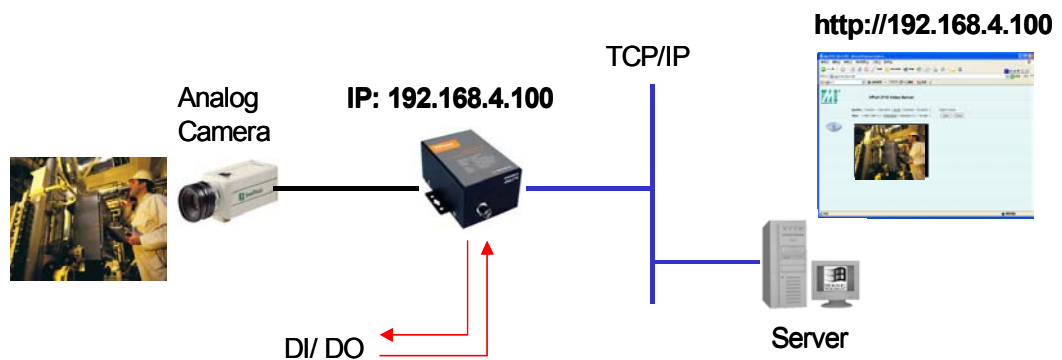 http://192.168.4.100
TCP/IP
Analog
Camera
IP: 192.168.4.100
DI/ DO
Server